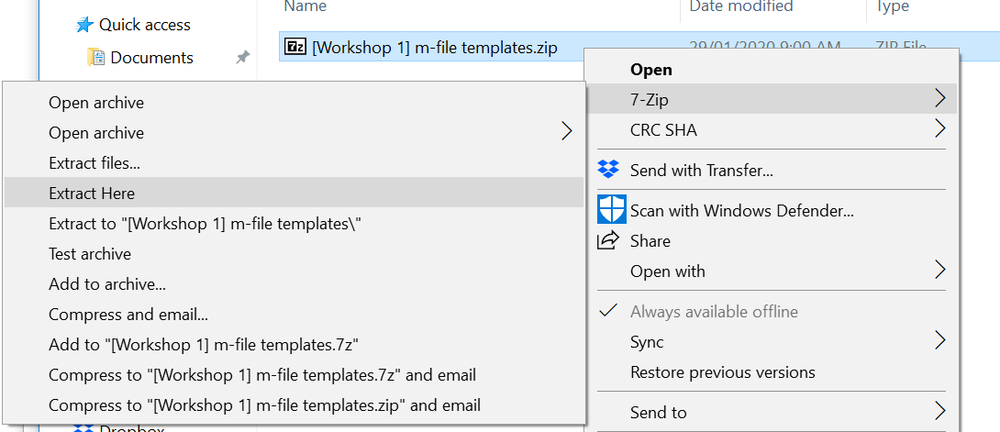 Name
Date modified
Type
Quick access
Documents
[Workshop 1] m-file templates.zip
29/01/2020 9:00 AM
ZIP File
Open
7-Zip
CRC SHA
Send with Transfer...
Scan with Windows Defender...
Share
Open with
Always available offline
Sync
Restore previous versions
Send to
Open archive
Open archive
Extract files...
Extract Here
Extract to "[Workshop 1] m-file templates\"
Test archive
Add to archive...
Compress and email...
Add to "[Workshop 1] m-file templates.7z"
Compress to "[Workshop 1] m-file templates.7z" and email
Compress to "[Workshop 1] m-file templates.zip" and email
Dropbox